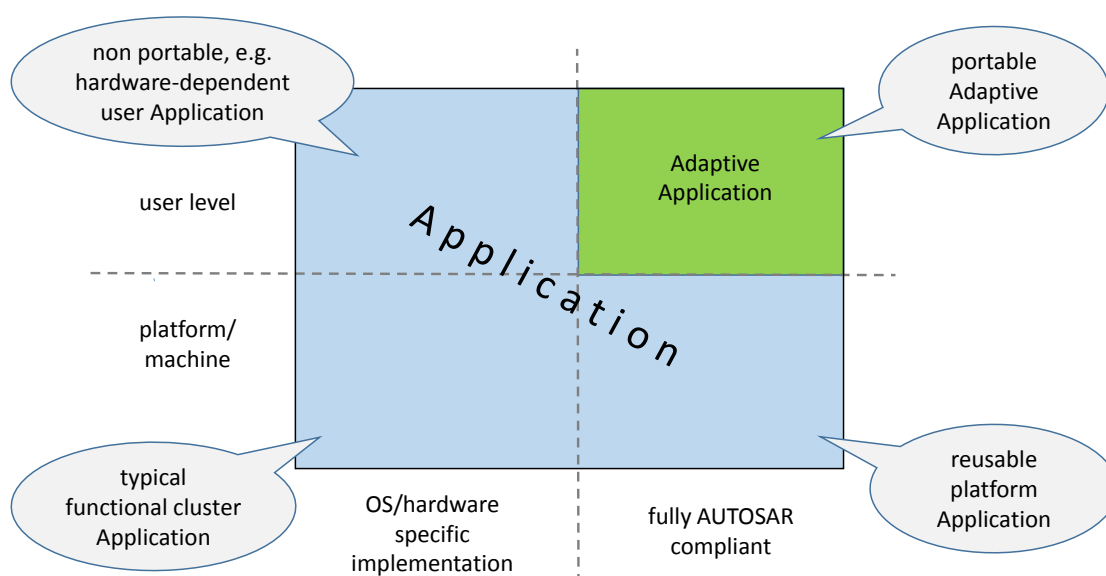 non portable, e.g.
hardware-dependent
user Application
portable
Adaptive
Application
Adaptive
Application
user level
Application
platform/
machine
typical
functional cluster
Application
OS/hardware
specific
implementation
fully AUTOSAR
compliant
reusable
platform
Application